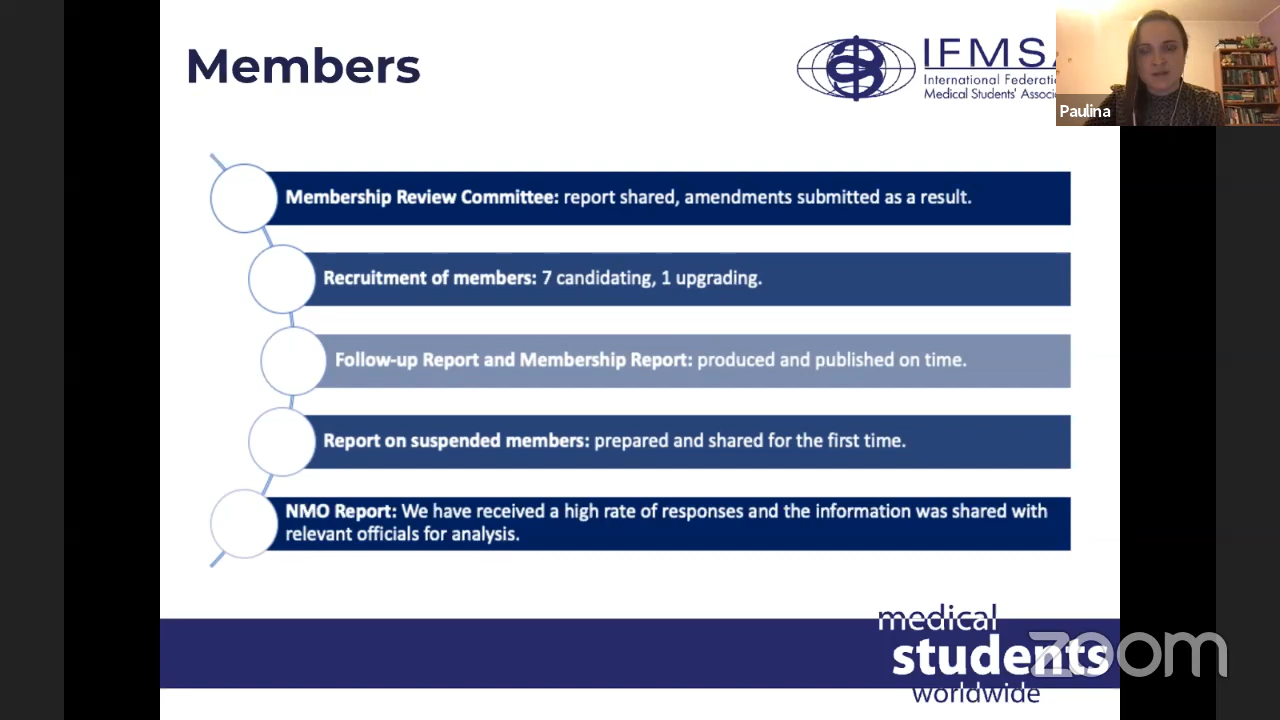 Members
IFMSA
International Federatio
Medical Students' Associ
Paulina
Membership Review Committee: report shared, amendments submitted as a result.
Recruitment of members: 7 candidating, 1 upgrading.
Follow-up Report and Membership Report: produced and published on time.
Report on suspended members: prepared and shared for the first time.
NMO Report: We have received a high rate of responses and the information was shared with
relevant officials for analysis.
medical
students
worldwide
zoom